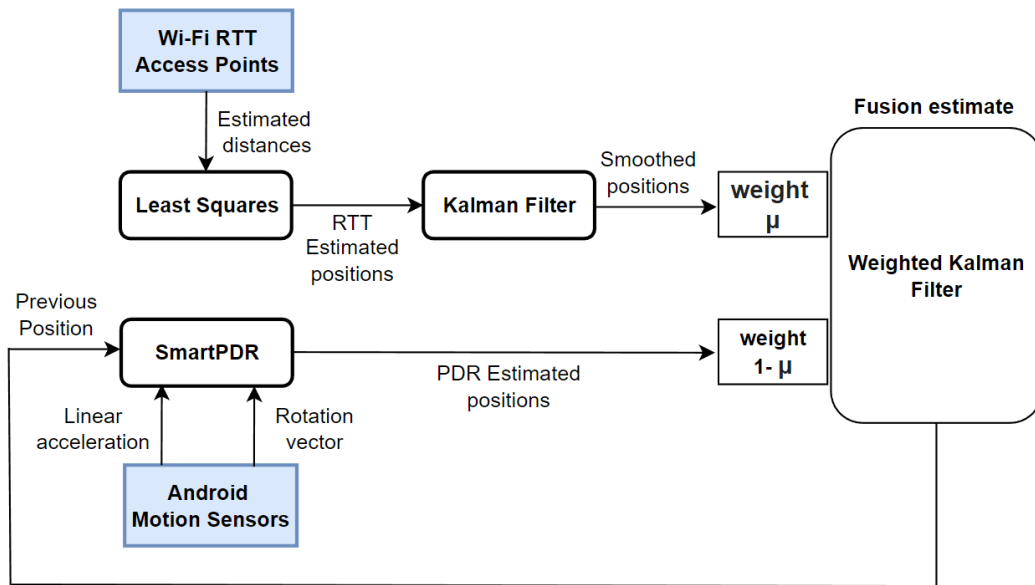 Wi-Fi RTT
Access Points
Estimated
distances
Least Squares
RTT
Estimated
positions
Kalman Filter
Smoothed
positions
weight
μ
Fusion estimate
Weighted Kalman
Filter
Previous
Position
SmartPDR
PDR Estimated
positions
weight
1- μ
Linear
acceleration
Rotation
vector
Android
Motion Sensors